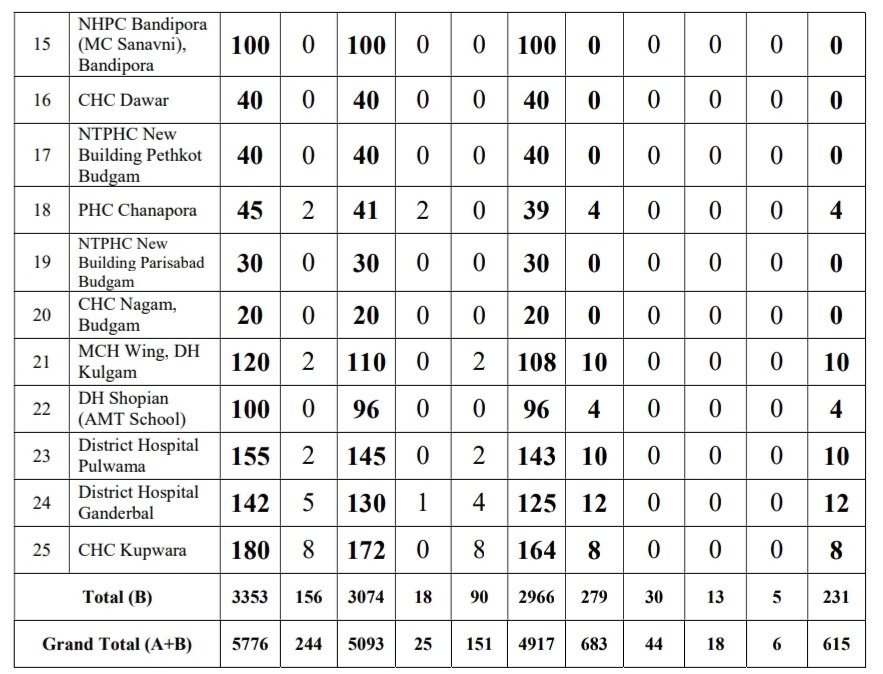 15 NHPC Bandipora (MC Sanavni), Bandipora 100 0 100 0 0 100 0 0 0 0 0
16 CHC Dawar 40 0 40 0 0 40 0 0 0 0 0
17 NTPHC New Building Pethkot Budgam 40 0 40 0 0 40 0 0 0 0 0
18 PHC Chanapora 45 2 41 2 0 39 4 0 0 0 4
19 NTPHC New Building Parisabad Budgam 30 0 30 0 0 30 0 0 0 0 0
20 CHC Nagam, Budgam 20 0 20 0 0 20 0 0 0 0 0
21 MCH Wing, DH Kulgam 120 2 110 0 2 108 10 0 0 0 10
22 DH Shopian (AMT School) 100 0 96 0 0 96 4 0 0 0 4
23 District Hospital Pulwama 155 2 145 0 2 143 10 0 0 0 10
24 District Hospital Ganderbal 142 5 130 1 4 125 12 0 0 0 12
25 CHC Kupwara 180 8 172 0 8 164 8 0 0 0 8
Total (B) 3353 156 3074 18 90 2966 279 30 13 5 231
Grand Total (A+B) 5776 244 5093 25 151 4917 683 44 18 6 615